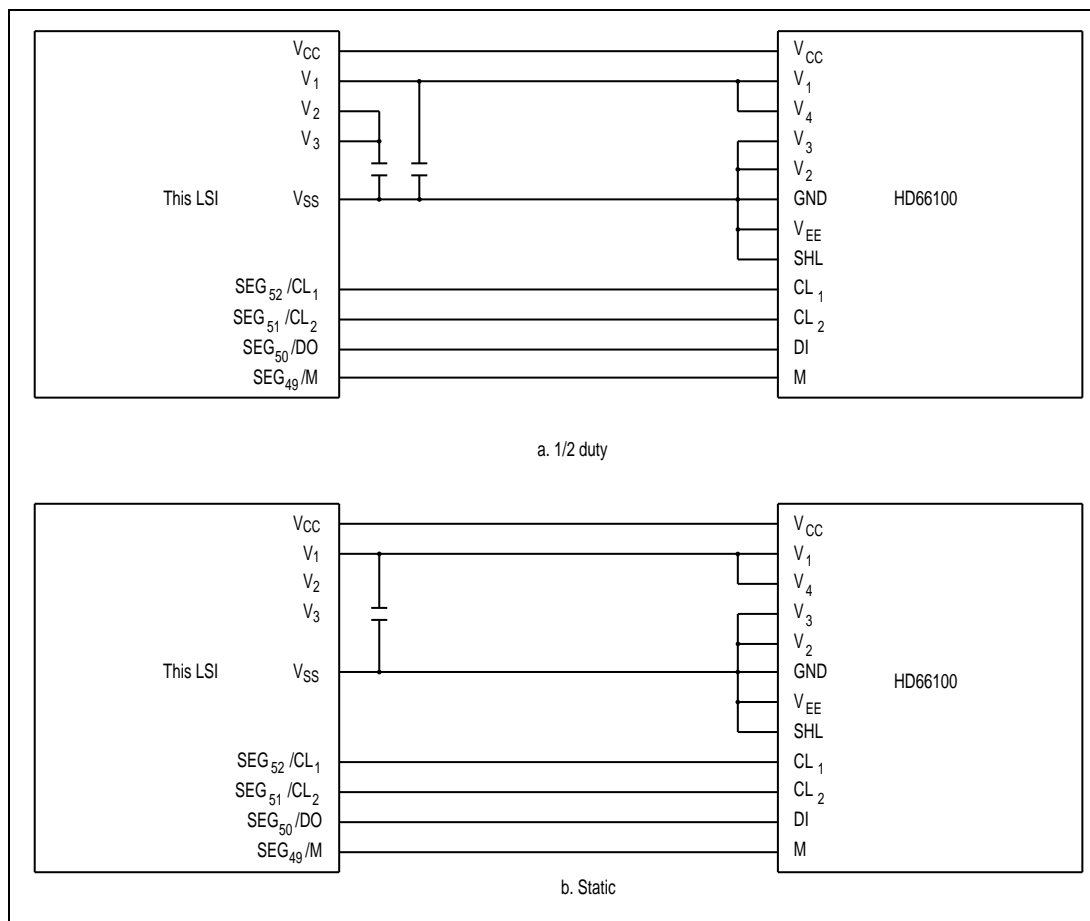 VCC VCC
V1 V1
V2 V4
V3 V3
V2
This LSI VSS GND HD66100
VEE
SHL
SEG52/CL1 CL1
SEG51/CL2 CL2
SEG50/DO DI
SEG49/M M
a. 1/2 duty
VCC VCC
V1 V1
V2 V4
V3 V3
V2
This LSI VSS GND HD66100
VEE
SHL
SEG52/CL1 CL1
SEG51/CL2 CL2
SEG50/DO DI
SEG49/M M
b. Static